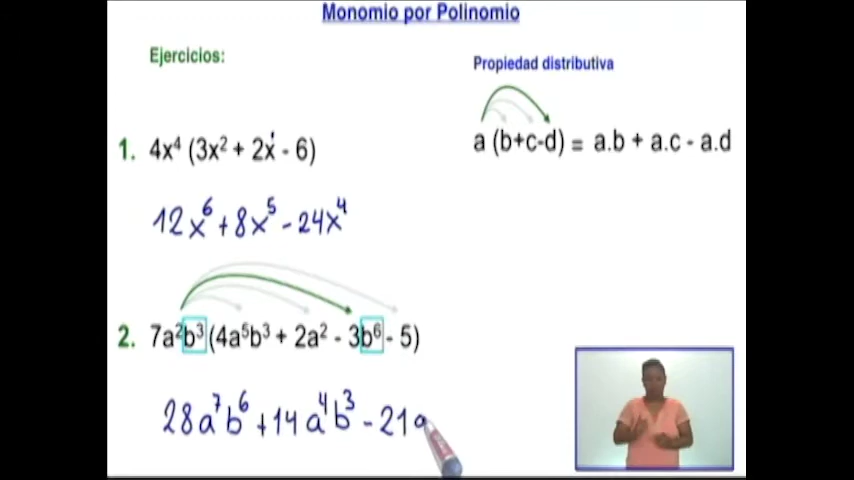 Monomio por Polinomio
Ejercicios:
Propiedad distributiva
a (b+c-d) = a.b + a.c - a.d
1. 4x⁴ (3x² + 2x - 6)
12x⁶ + 8x⁵ - 24x⁴
2. 7a²b³ (4a⁵b³ + 2a² - 3b⁶ - 5)
28a⁷b⁶ + 14a⁴b³ - 21a